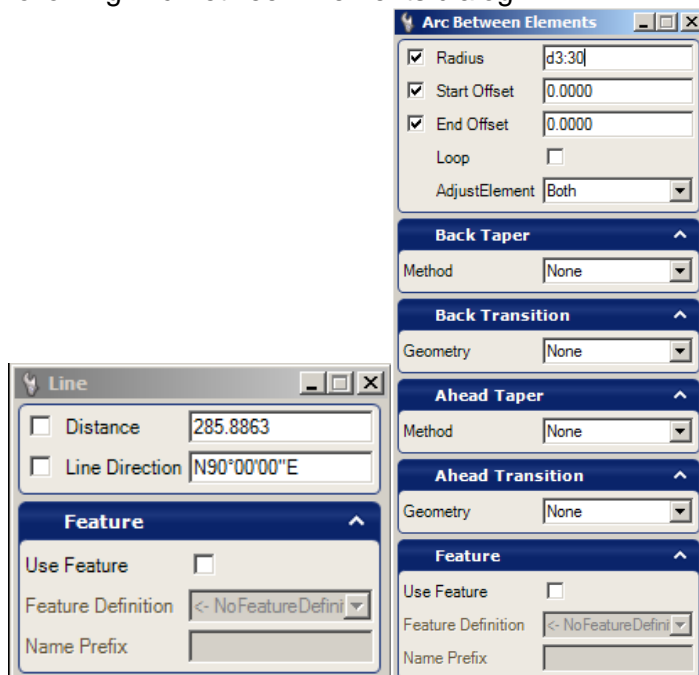 Arc Between Elements
Radius d3:30
Start Offset 0.0000
End Offset 0.0000
Loop
AdjustElement Both
Back Taper
Method None
Back Transition
Geometry None
Ahead Taper
Method None
Ahead Transition
Geometry None
Feature
Use Feature
Feature Definition <- NoFeatureDefini
Name Prefix
Line
Distance 285.8863
Line Direction N90°00'00"E
Feature
Use Feature
Feature Definition <- NoFeatureDefini
Name Prefix